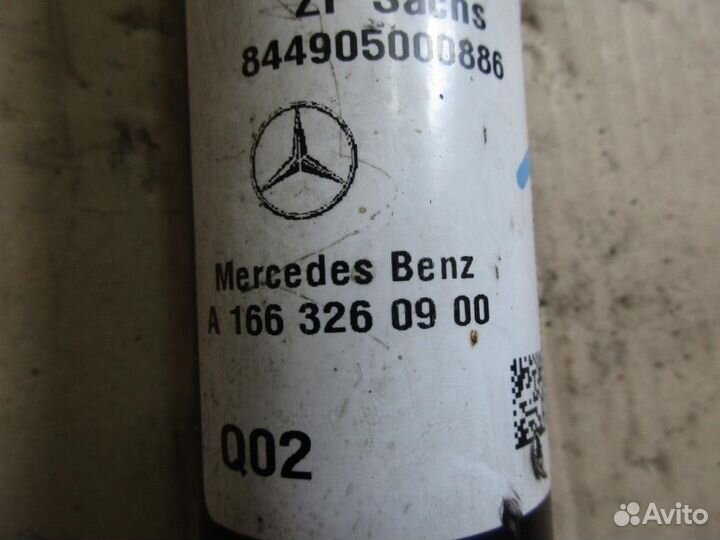 ZF Sachs
844905000886
Mercedes Benz
A 166 326 09 00
Q02
Avito